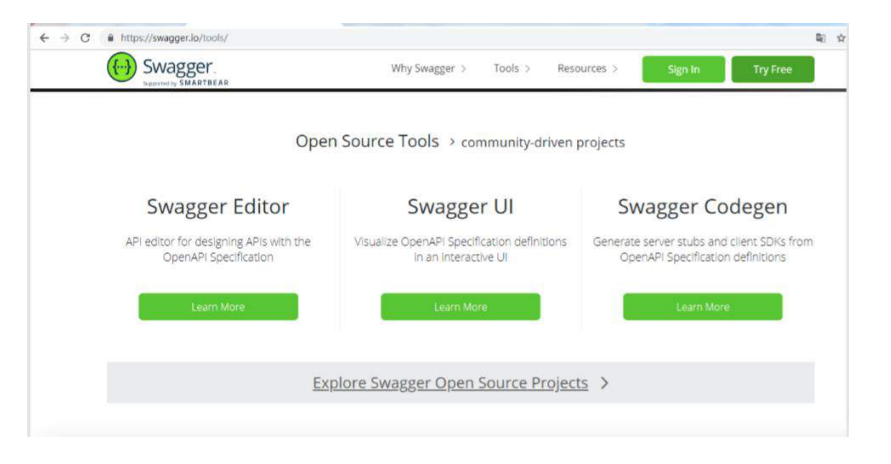 https://swagger.io/tools/
Swagger.
Supported by SMARTBEAR
Why Swagger >
Tools >
Resources >
Sign In
Try Free
Open Source Tools > community-driven projects
Swagger Editor
API editor for designing APIs with the
OpenAPI Specification
Learn More
Swagger UI
Visualize OpenAPI Specification definitions
in an interactive UI
Learn More
Swagger Codegen
Generate server stubs and client SDKs from
OpenAPI Specification definitions
Learn More
Explore Swagger Open Source Projects >